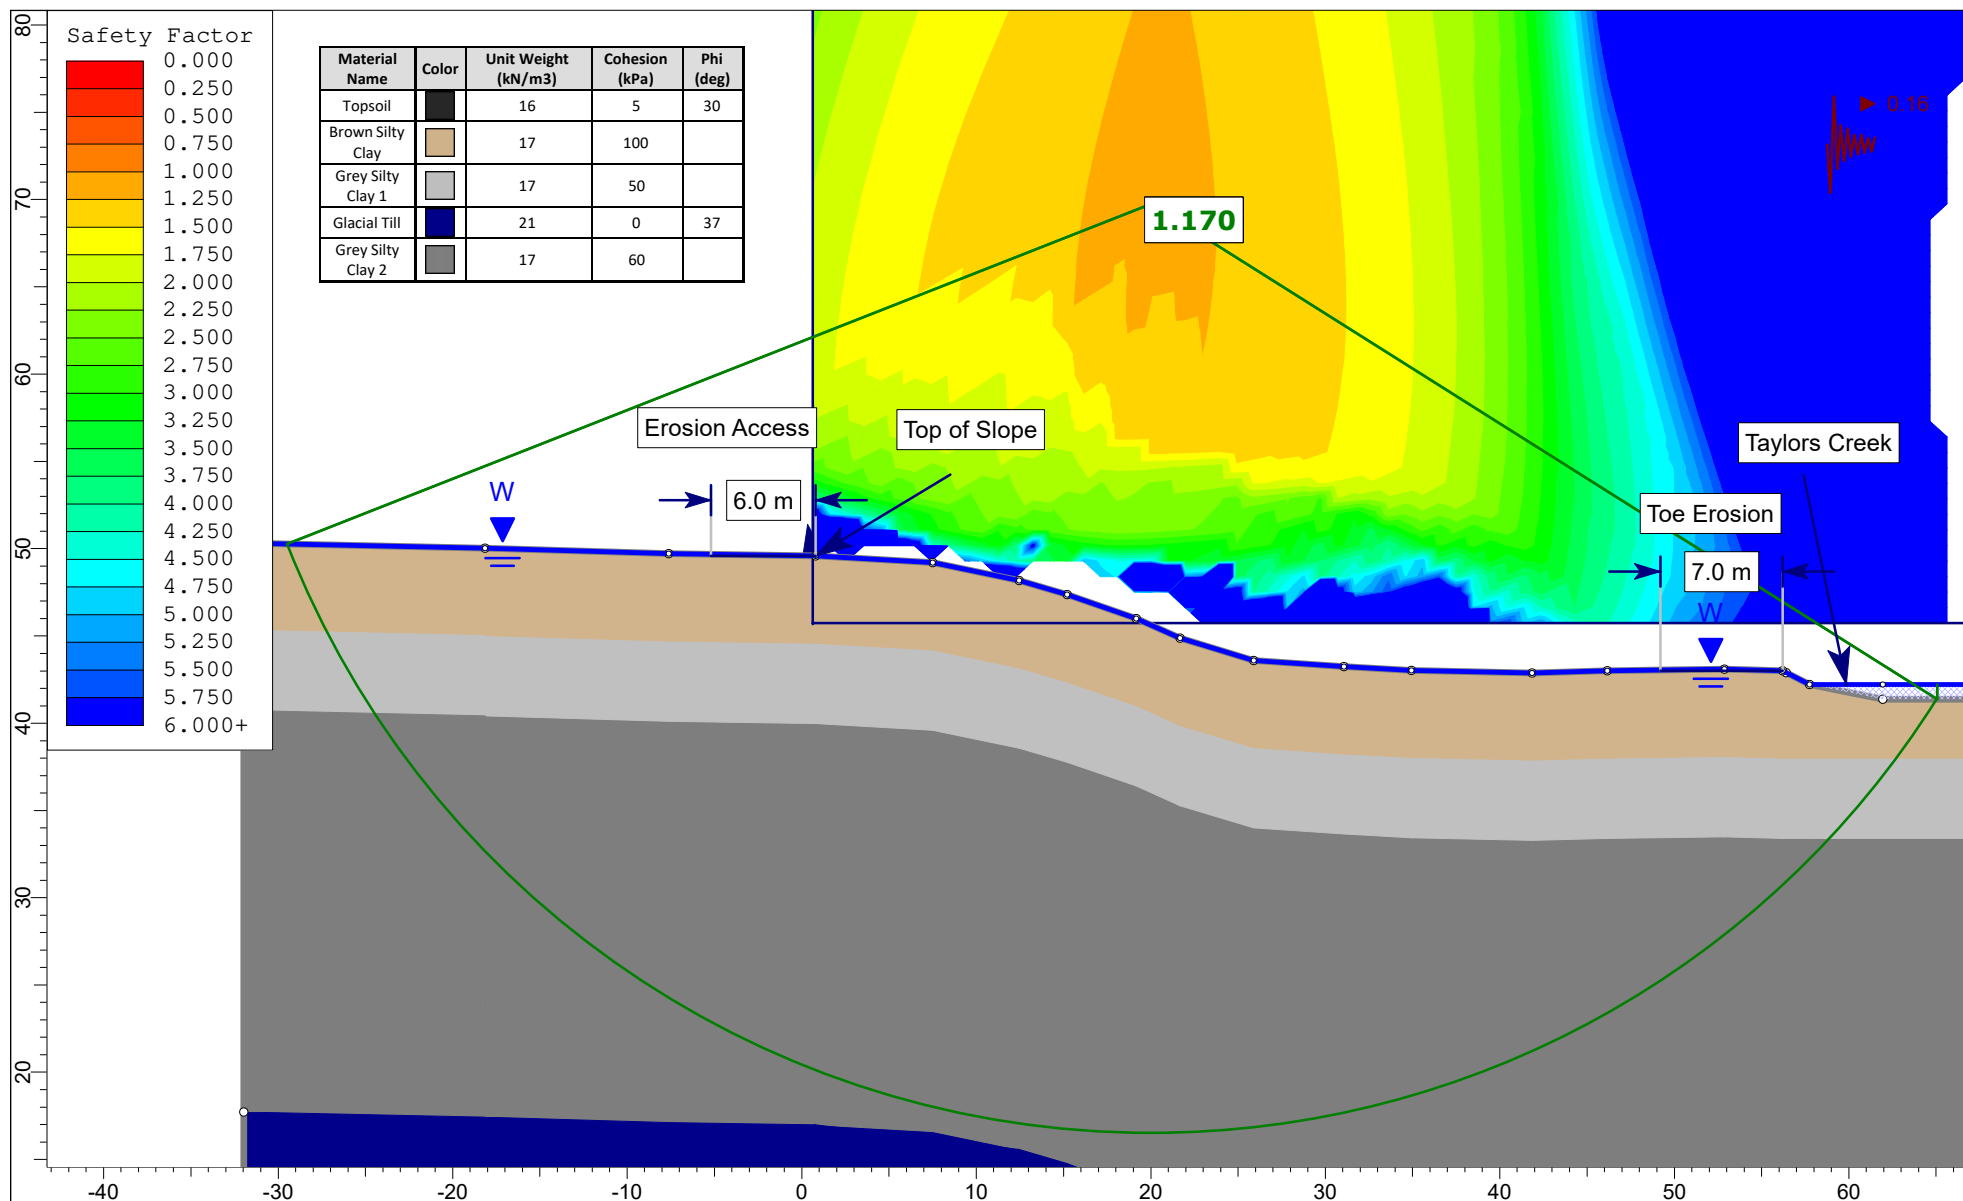 Safety Factor
0.000
0.250
0.500
0.750
1.000
1.250
1.500
1.750
2.000
2.250
2.500
2.750
3.000
3.250
3.500
3.750
4.000
4.250
4.500
4.750
5.000
5.250
5.500
5.750
6.000+
Material Name Color Unit Weight (kN/m3) Cohesion (kPa) Phi (deg)
Topsoil 16 5 30
Brown Silty Clay 17 100
Grey Silty Clay 1 17 50
Glacial Till 21 0 37
Grey Silty Clay 2 17 60
0.16
1.170
Erosion Access
Top of Slope
Taylors Creek
W
6.0 m
Toe Erosion
7.0 m
W
80
70
60
50
40
30
20
-40 -30 -20 -10 0 10 20 30 40 50 60